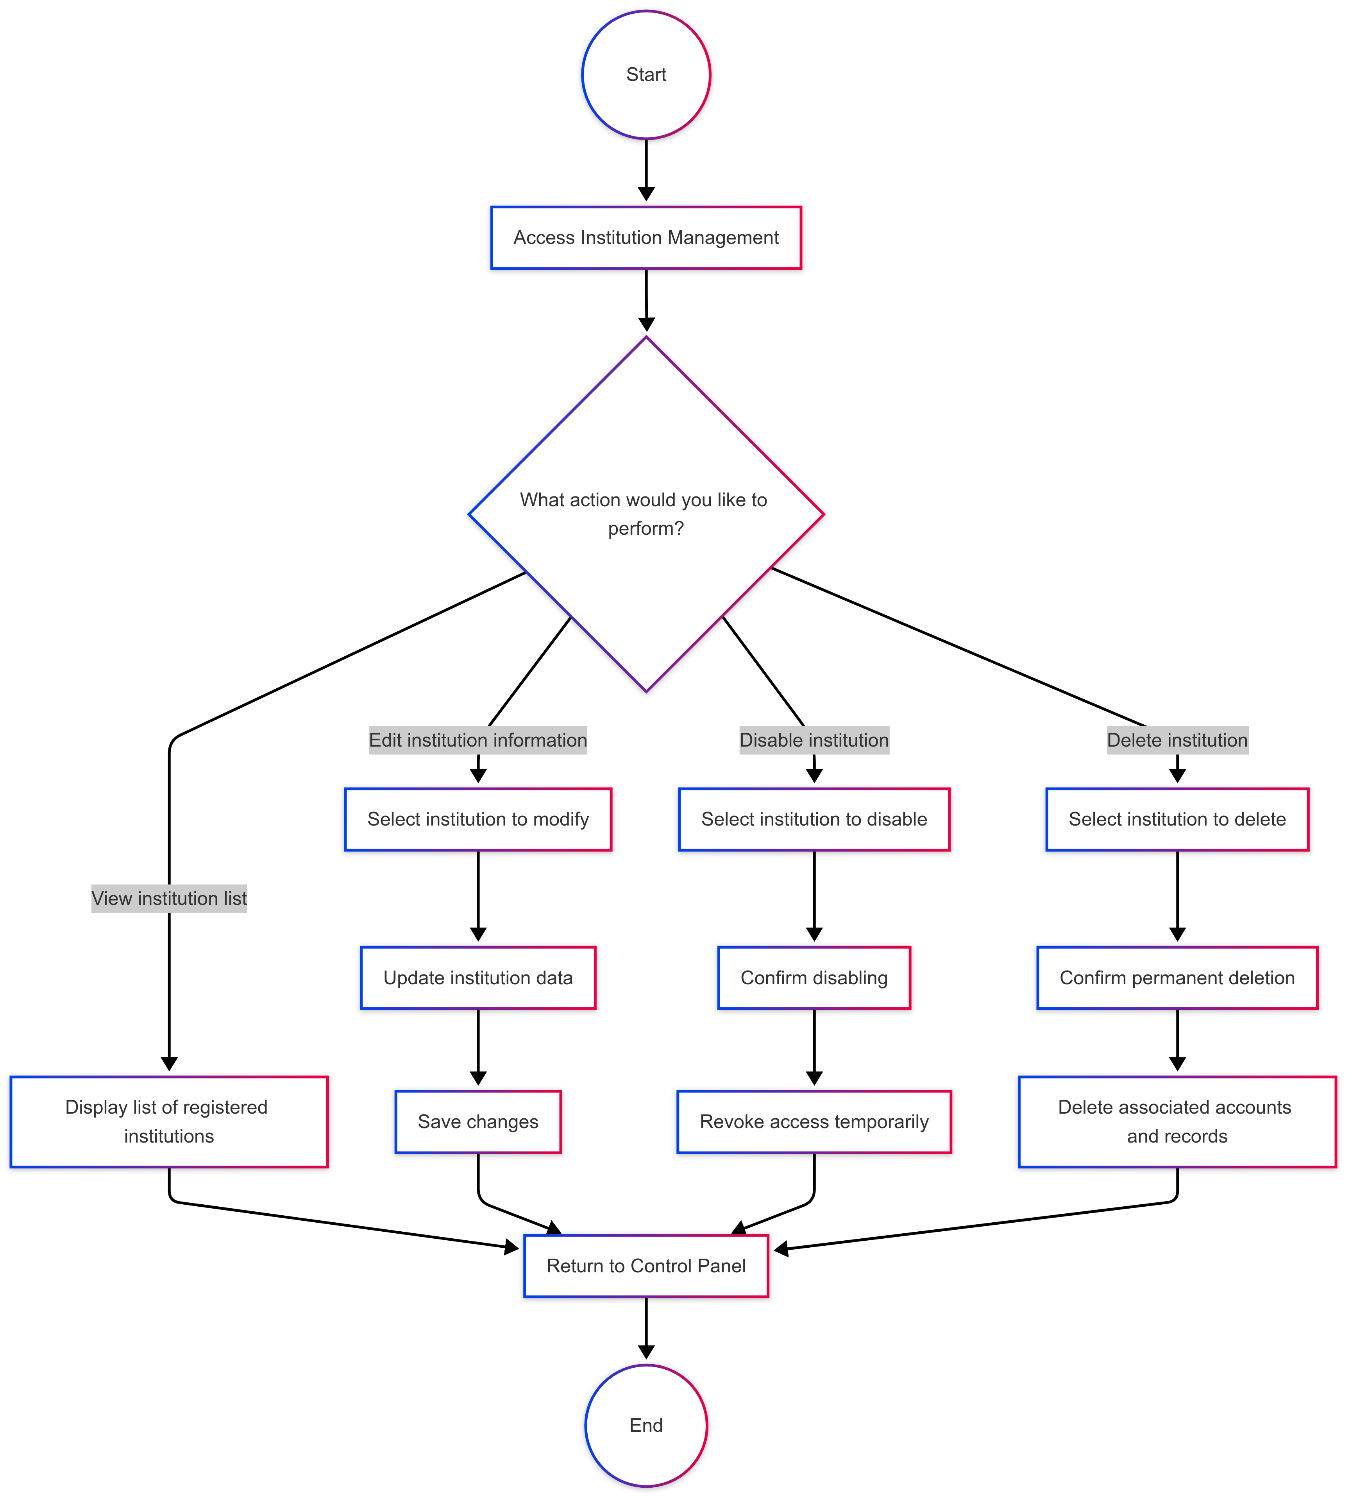 Start
Access Institution Management
What action would you like to
perform?
Edit institution information
Disable institution
Delete institution
Select institution to modify
Select institution to disable
Select institution to delete
View institution list
Update institution data
Confirm disabling
Confirm permanent deletion
Display list of registered
institutions
Save changes
Revoke access temporarily
Delete associated accounts
and records
Return to Control Panel
End